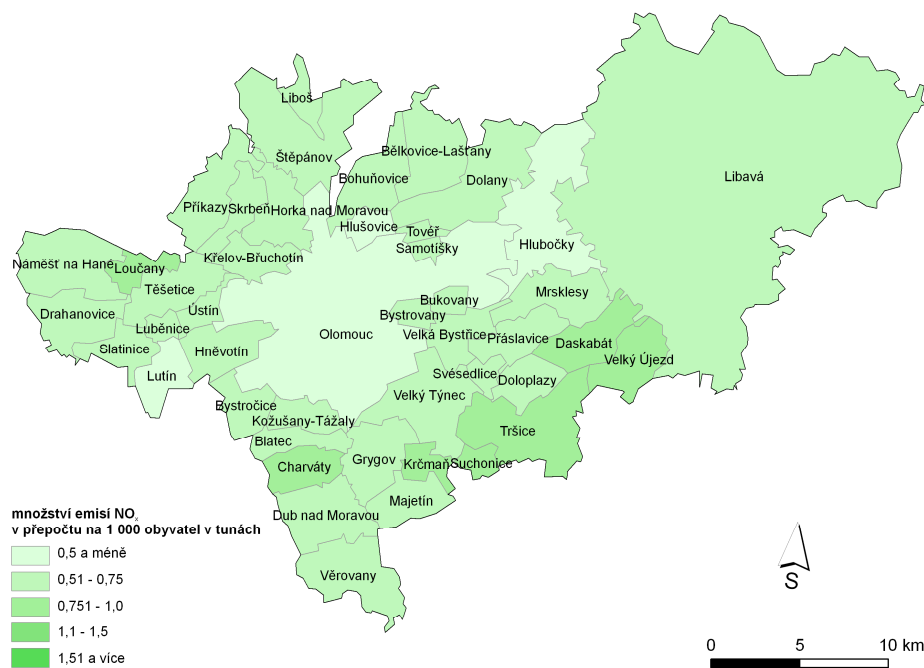 Liboš
Štěpánov
Bělkovice-Lašťany
Bohuňovice
Dolany
Libavá
Příkazy
Skrbeň
Horka nad Moravou
Hlušovice
Tovéř
Samotíšky
Hlubočky
Křelov-Břuchotín
Náměšť na Hané
Loučany
Těšetice
Mrsklesy
Bukovany
Drahanovice
Ústín
Bystrovany
Luběnice
Olomouc
Velká Bystřice
Přáslavice
Daskabát
Slatinice
Hněvotín
Velký Újezd
Lutín
Svésedlice
Doloplazy
Velký Týnec
Bystročice
Kožušany-Tážaly
Blatec
Tršice
Charváty
Grygov
Krčmaň
Suchonice
Majetín
Dub nad Moravou
Věrovany
množství emisí NOx
v přepočtu na 1 000 obyvatel v tunách
0,5 a méně
0,51 - 0,75
0,751 - 1,0
1,1 - 1,5
1,51 a více
S
0 5 10 km